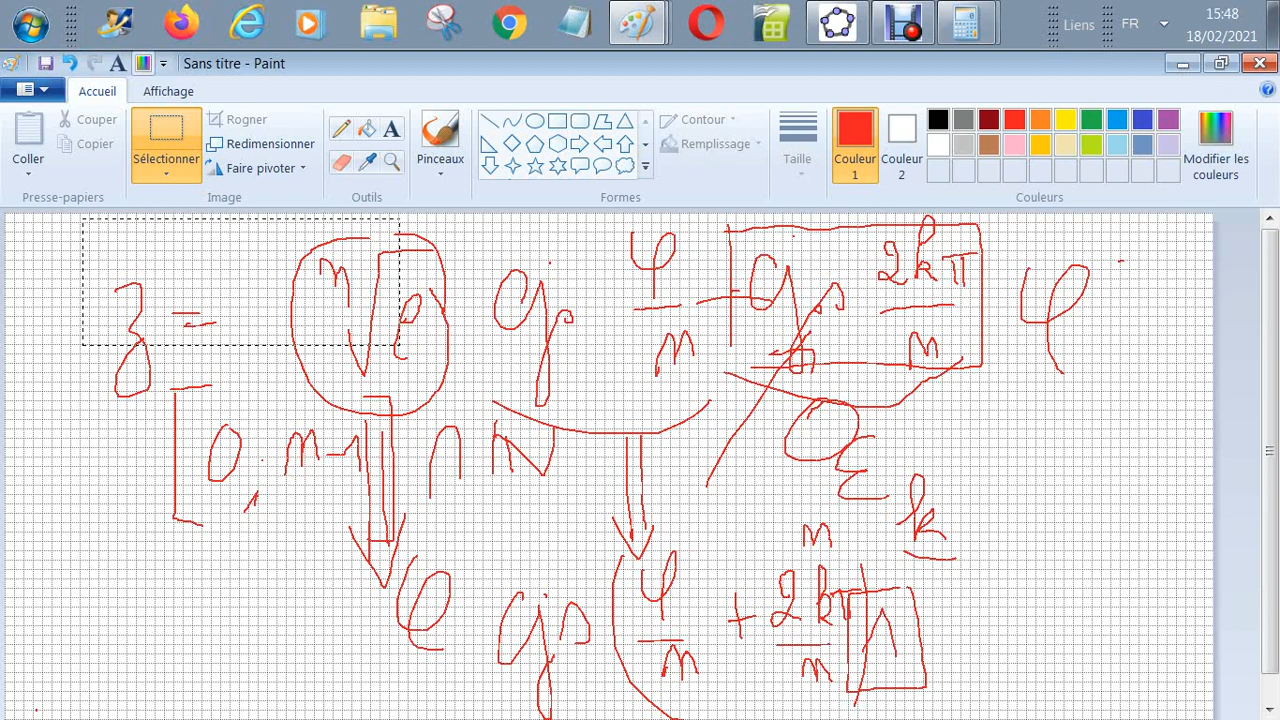 15:48
Liens
FR
18/02/2021
Sans titre - Paint
Accueil
Affichage
Coller
Couper
Copier
Presse-papiers
Sélectionner
Rogner
Redimensionner
Faire pivoter
Image
Outils
Pinceaux
Formes
Contour
Remplissage
Taille
Couleur
1
Couleur
2
Modifier les
couleurs
Couleurs
z =
n√ρ
φ
n
2kπ
n
φ
[0, n-1] ∩ N
k
φ
n
+
2kπ
n